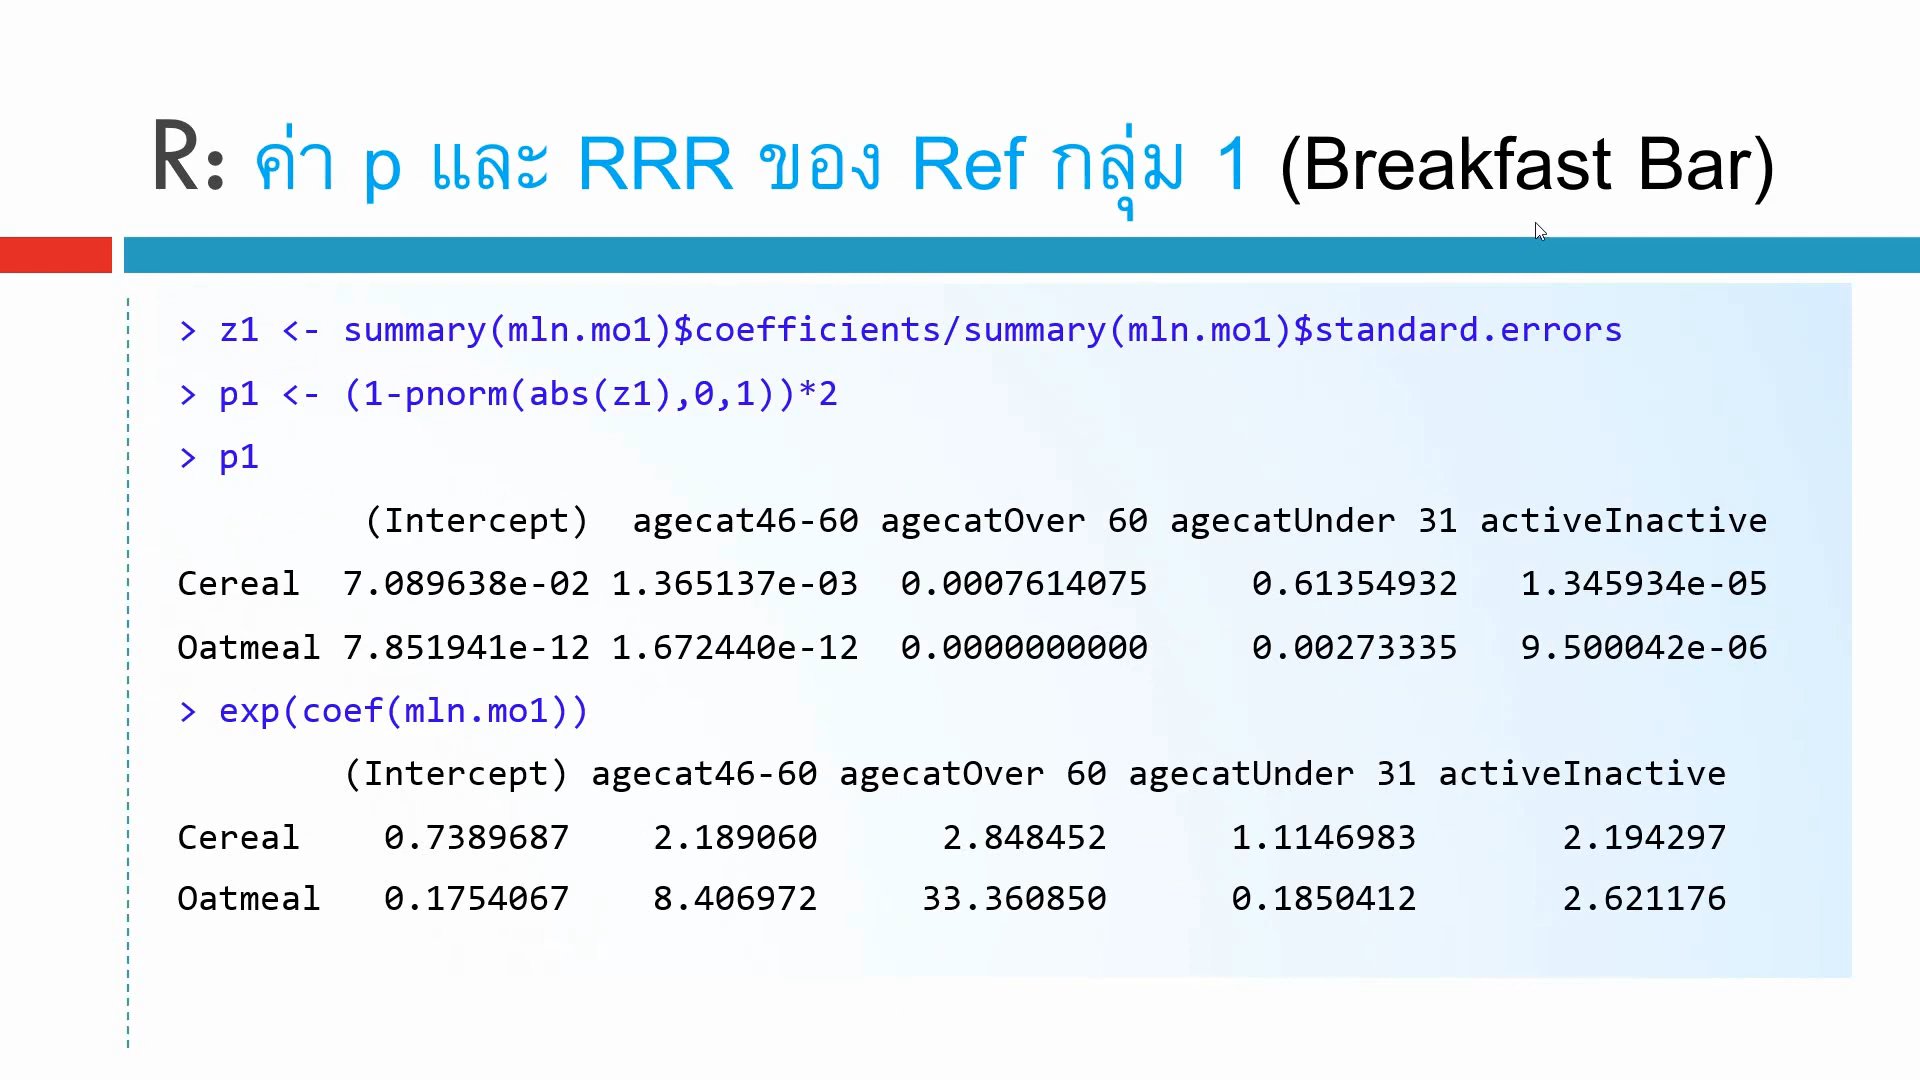 R: ค่า p และ RRR ของ Ref กลุ่ม 1 (Breakfast Bar)
> z1 <- summary(mln.mo1)$coefficients/summary(mln.mo1)$standard.errors
> p1 <- (1-pnorm(abs(z1),0,1))*2
> p1
(Intercept) agecat46-60 agecatOver 60 agecatUnder 31 activeInactive
Cereal 7.089638e-02 1.365137e-03 0.0007614075 0.61354932 1.345934e-05
Oatmeal 7.851941e-12 1.672440e-12 0.0000000000 0.00273335 9.500042e-06
> exp(coef(mln.mo1))
(Intercept) agecat46-60 agecatOver 60 agecatUnder 31 activeInactive
Cereal 0.7389687 2.189060 2.848452 1.1146983 2.194297
Oatmeal 0.1754067 8.406972 33.360850 0.1850412 2.621176